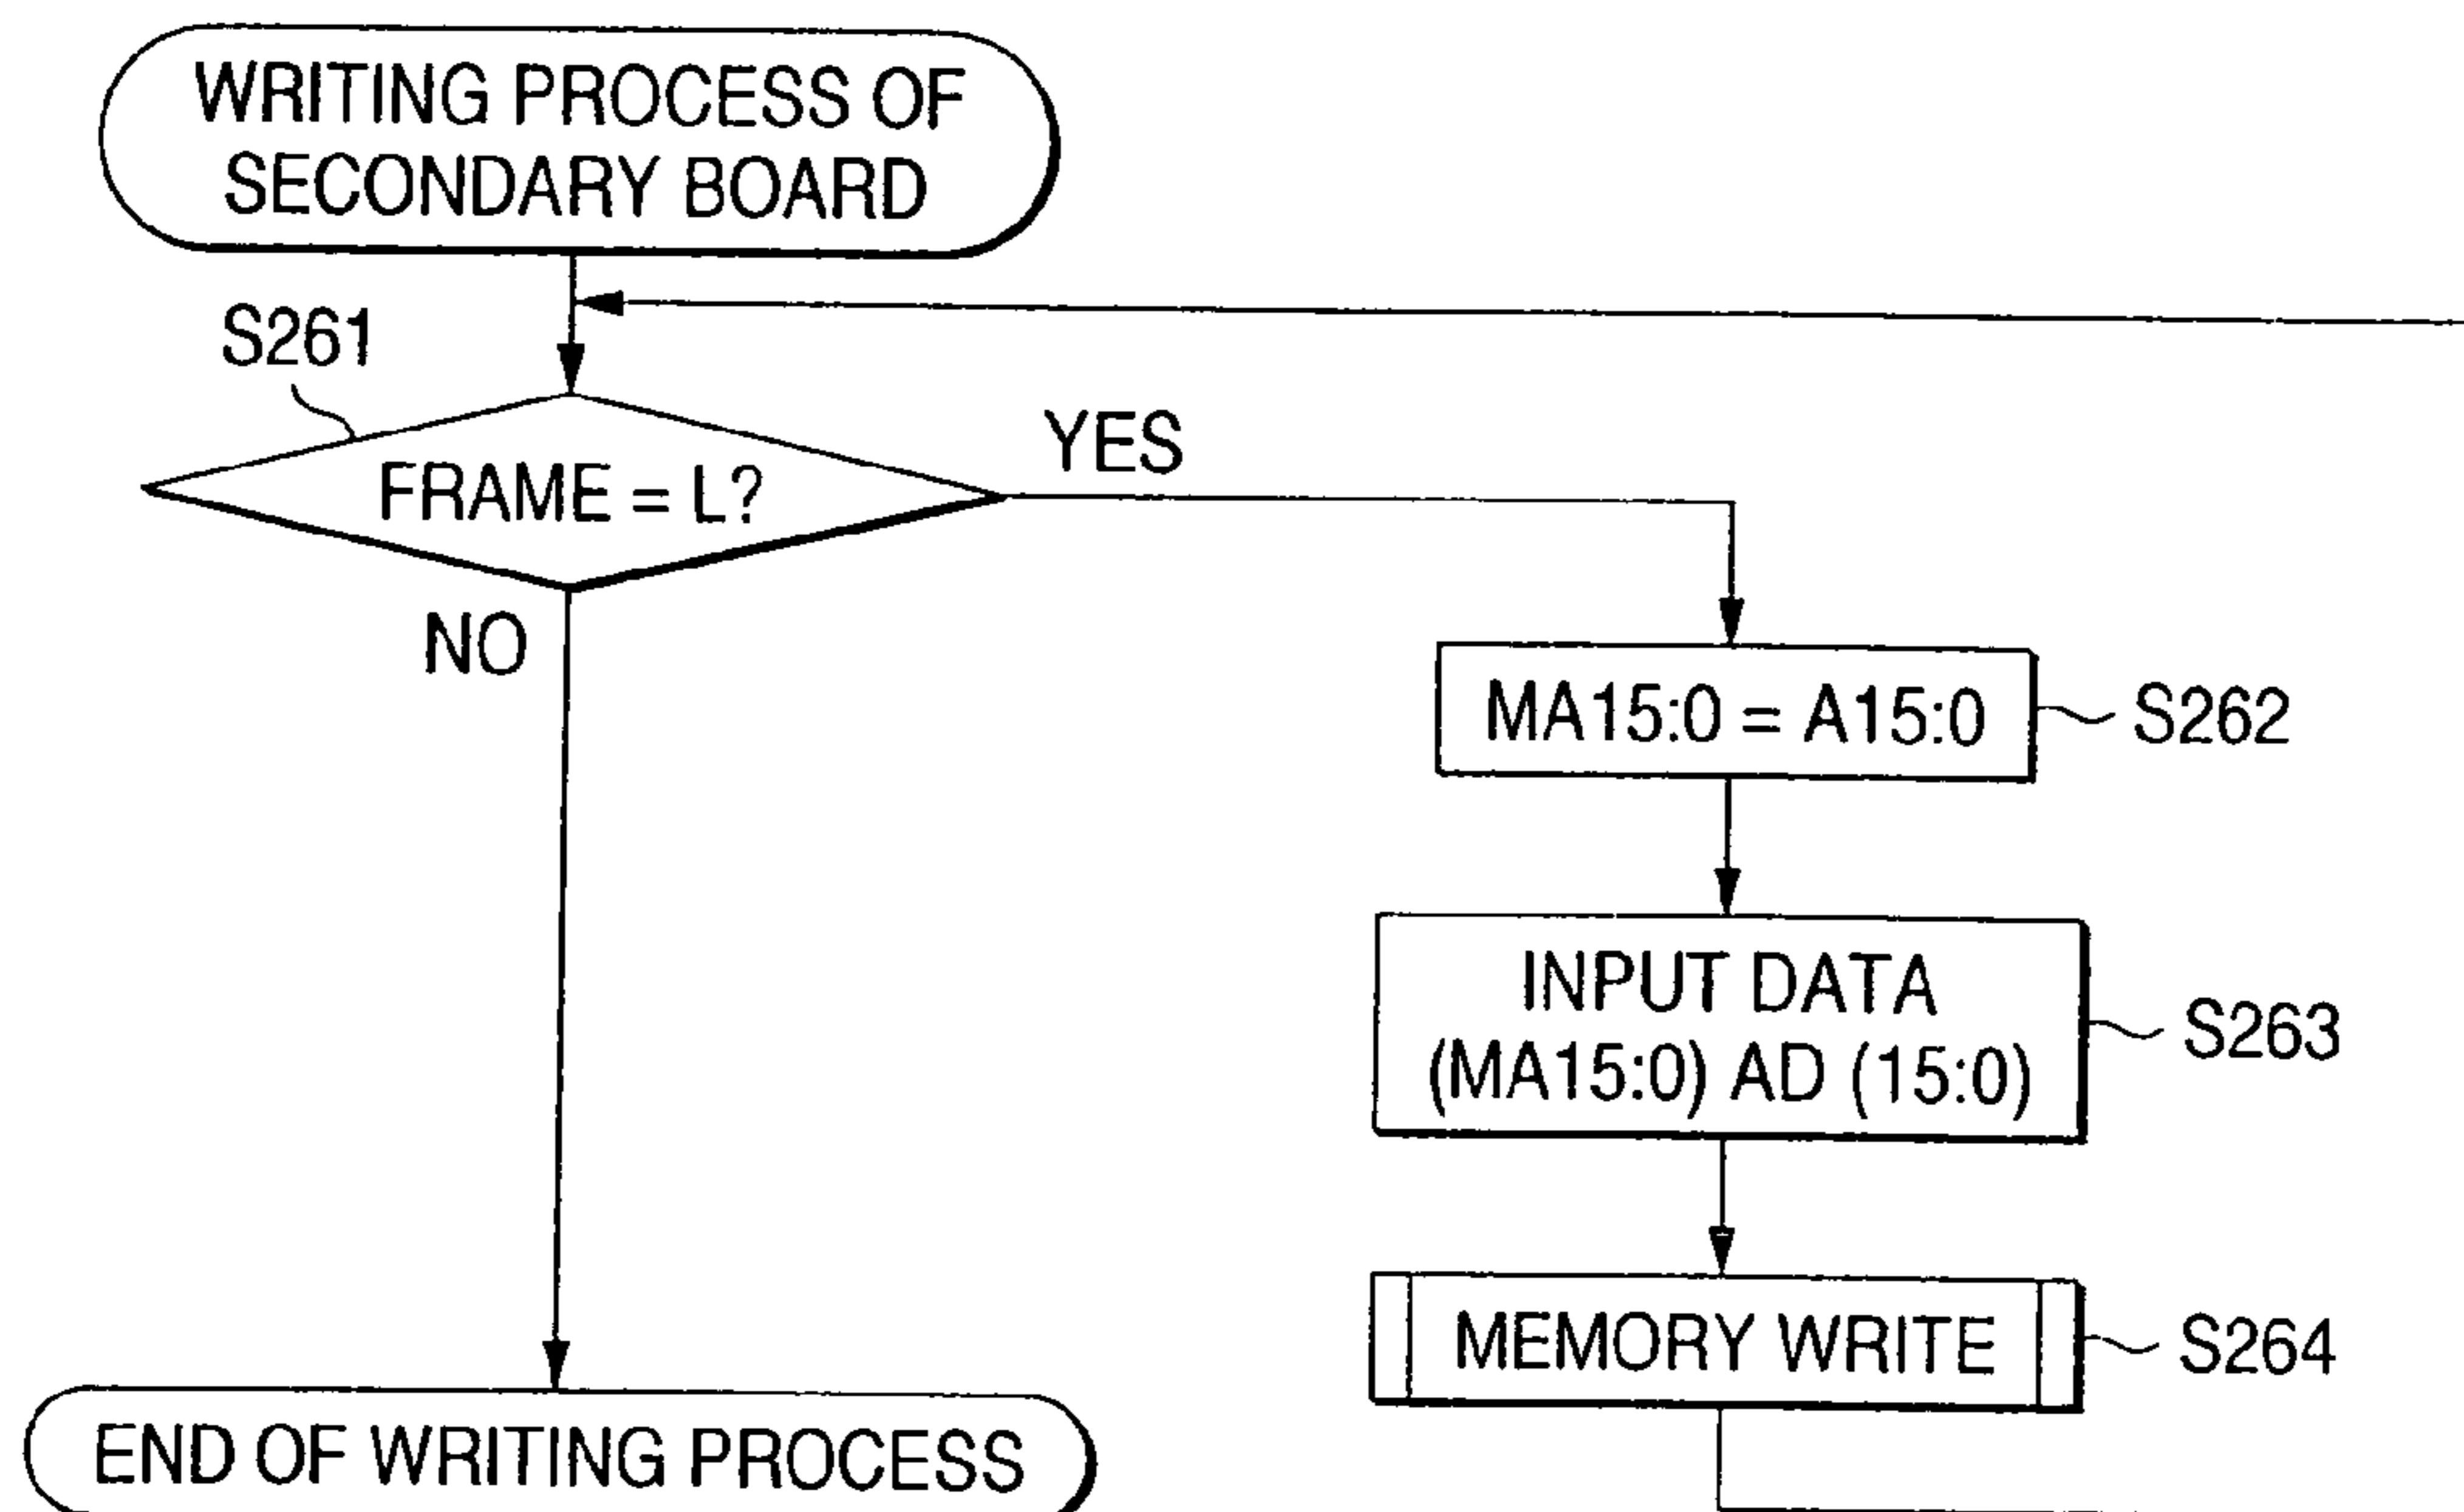 WRITING PROCESS OF
SECONDARY BOARD
S261
FRAME = L?
YES
NO
MA15:0 = A15:0
S262
INPUT DATA
(MA15:0) AD (15:0)
S263
MEMORY WRITE
S264
END OF WRITING PROCESS